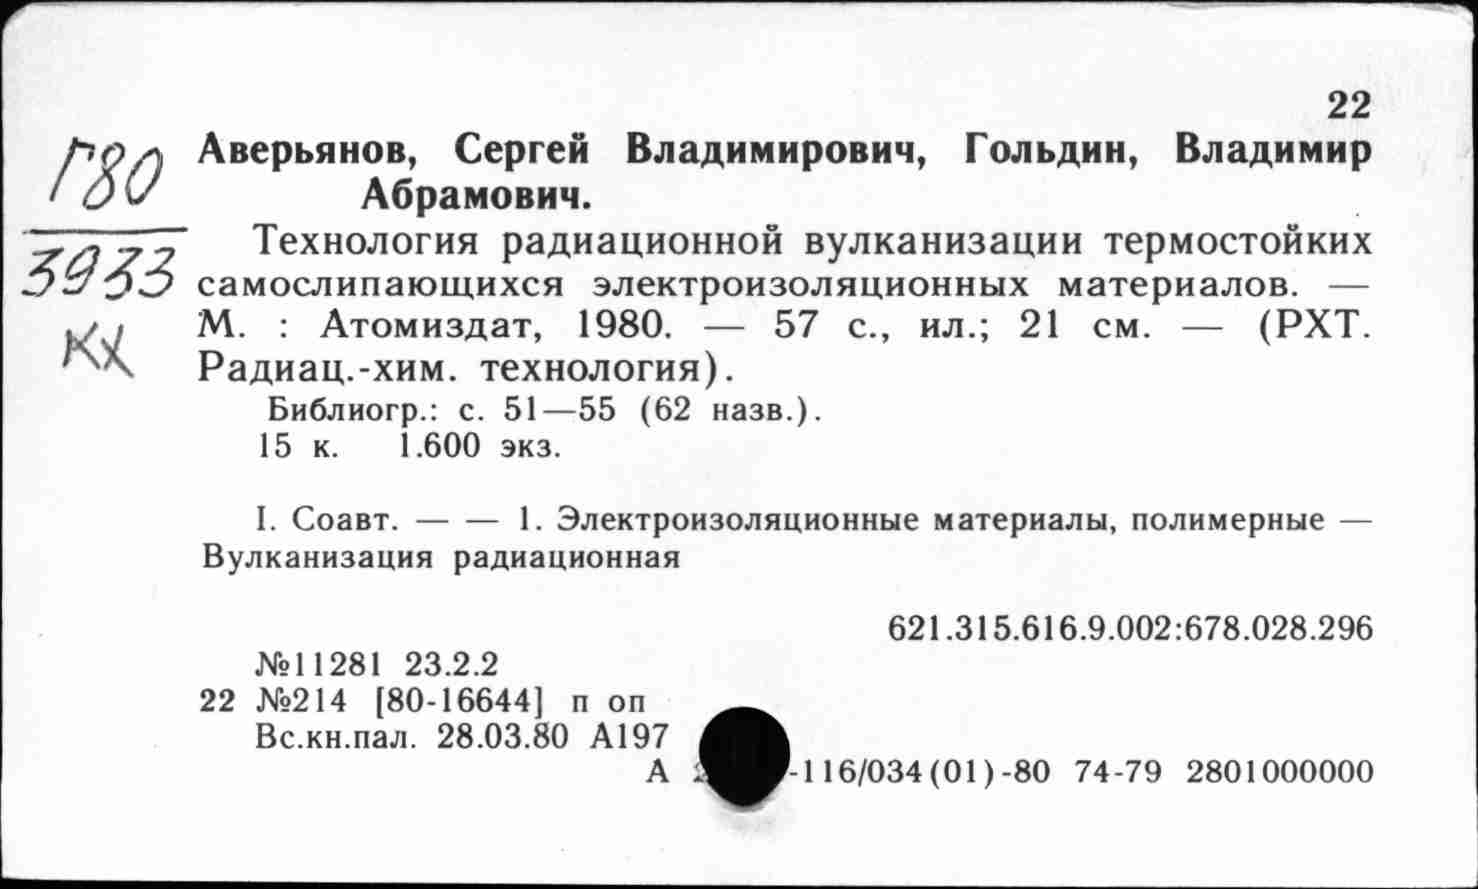 22
Г80
3933
КХ
Аверьянов, Сергей Владимирович, Гольдин, Владимир
Абрамович.
Технология радиационной вулканизации термостойких
самослипающихся электроизоляционных материалов. —
М. : Атомиздат, 1980. — 57 с., ил.; 21 см. — (РХТ.
Радиац.-хим. технология).
Библиогр.: с. 51—55 (62 назв.).
15 к. 1.600 экз.
I. Соавт. — — 1. Электроизоляционные материалы, полимерные —
Вулканизация радиационная
621.315.616.9.002:678.028.296
№11281 23.2.2
22 №214 [80-16644] п оп
Вс.кн.пал. 28.03.80 А197
А -116/034(01)-80 74-79 2801000000